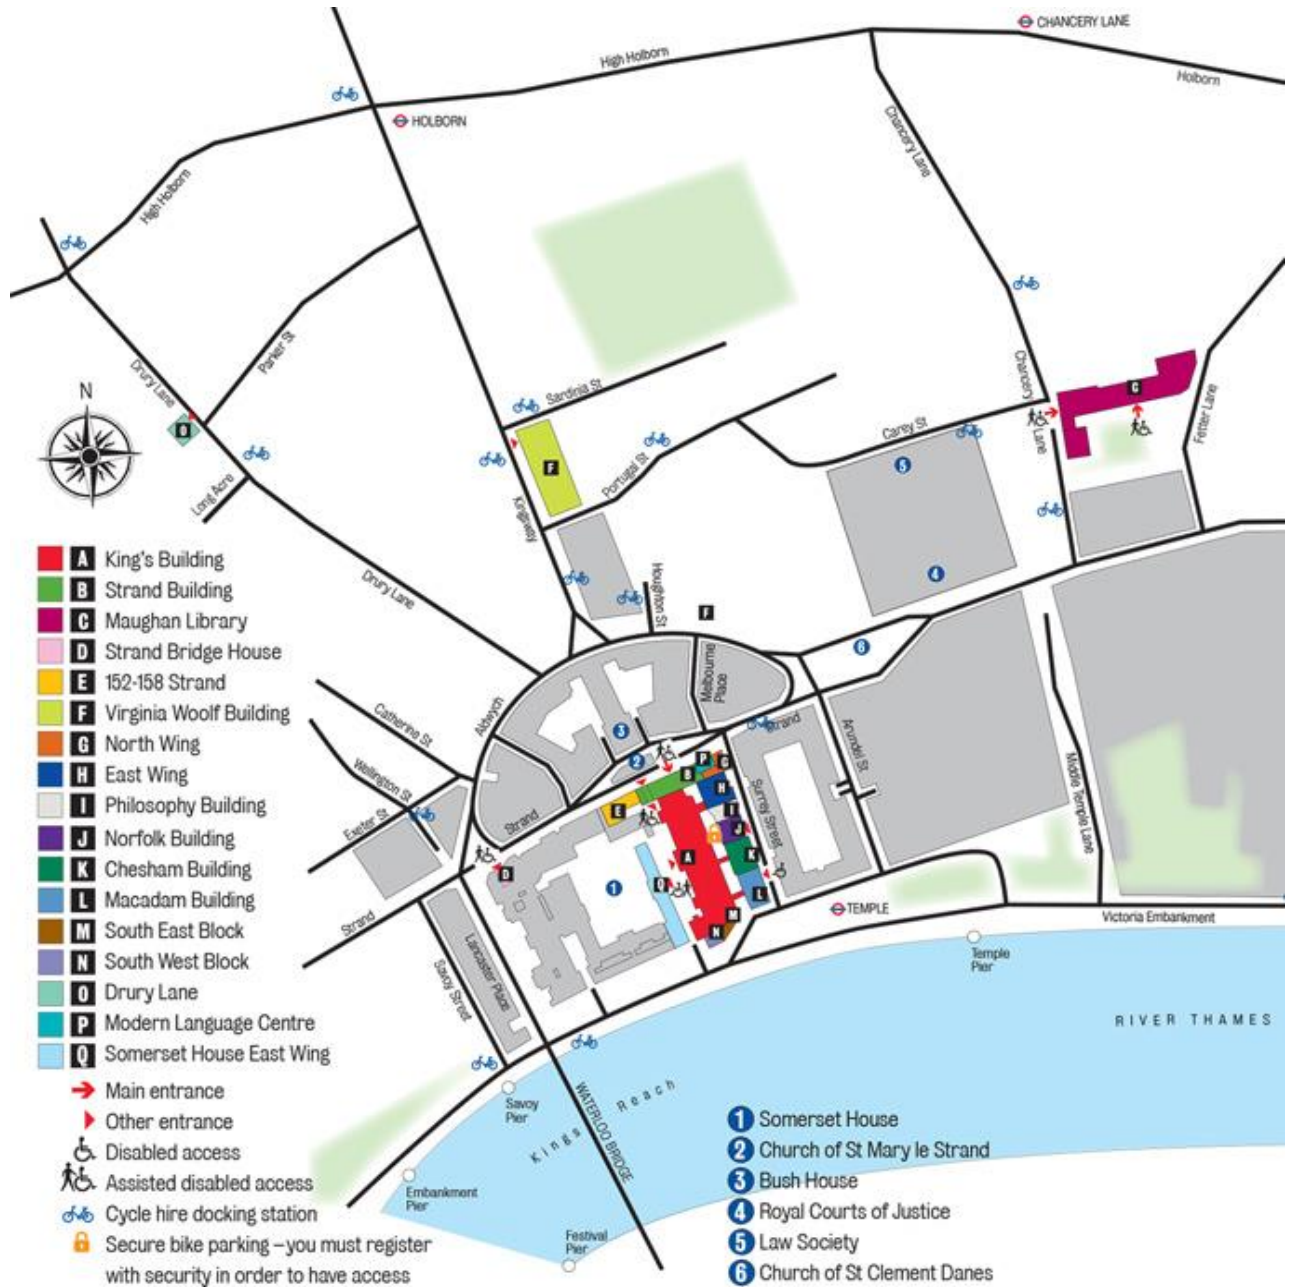 CHANCERY LANE
High Holborn
Holborn
HOLBORN
Chancery Lane
High Holborn
Parker St
Drury Lane
N
Sardinia St
Chancery
Lane
C
Fetter Lane
O
Long Acre
Carey St
5
F
Portugal St
Kingsway
4
Drury Lane
Houghton St
F
6
Melbourne
Place
Aldwych
Catherine St
Wellington St
Exeter St
Strand
3
2
Strand
Arundel St
Surrey Street
Middle Temple Lane
P
G
B
H
E
I
J
K
A
L
M
N
Q
1
D
Strand
TEMPLE
Victoria Embankment
Lancaster Place
Savoy Street
Temple
Pier
RIVER THAMES
Kings Reach
WATERLOO BRIDGE
Savoy
Pier
Embankment
Pier
Festival
Pier
A King's Building
B Strand Building
C Maughan Library
D Strand Bridge House
E 152-158 Strand
F Virginia Woolf Building
G North Wing
H East Wing
I Philosophy Building
J Norfolk Building
K Chesham Building
L Macadam Building
M South East Block
N South West Block
O Drury Lane
P Modern Language Centre
Q Somerset House East Wing
Main entrance
Other entrance
Disabled access
Assisted disabled access
Cycle hire docking station
Secure bike parking – you must register
with security in order to have access
1 Somerset House
2 Church of St Mary le Strand
3 Bush House
4 Royal Courts of Justice
5 Law Society
6 Church of St Clement Danes